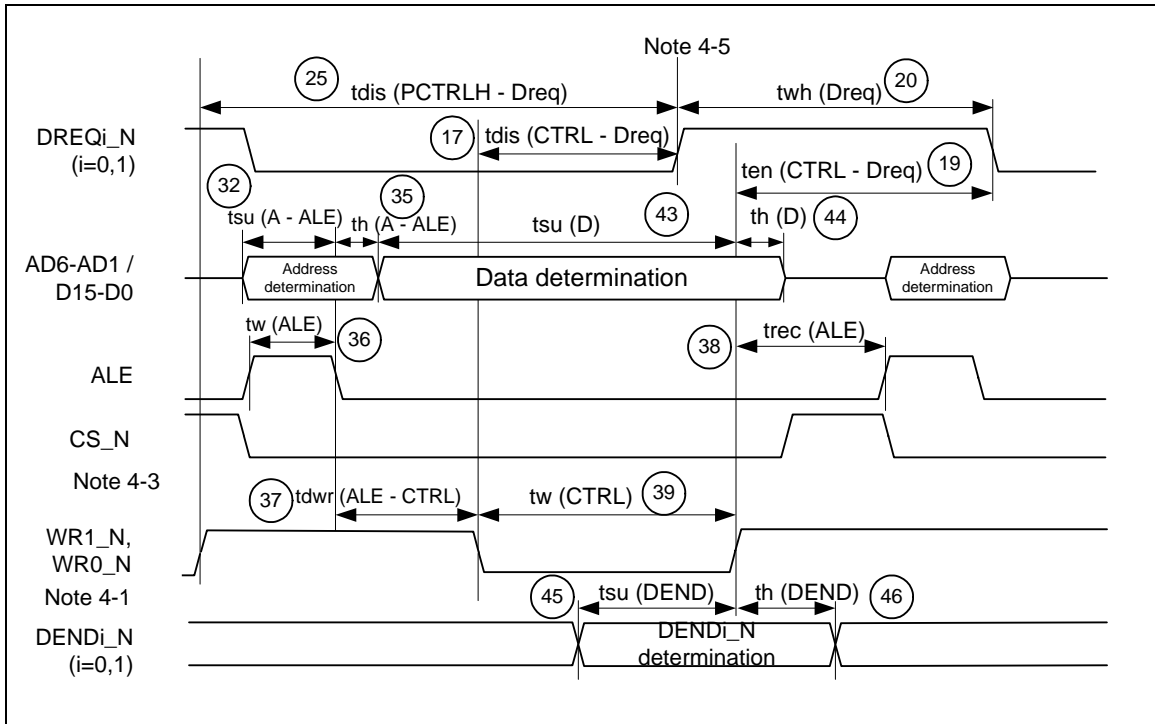 Note 4-5
25
tdis (PCTRLH - Dreq)
twh (Dreq)
20
DREQi_N
(i=0,1)
17
tdis (CTRL - Dreq)
ten (CTRL - Dreq)
19
32
tsu (A - ALE)
35
th (A - ALE)
tsu (D)
43
th (D)
44
AD6-AD1 /
D15-D0
Address
determination
Data determination
Address
determination
tw (ALE)
36
38
trec (ALE)
ALE
CS_N
Note 4-3
37
tdwr (ALE - CTRL)
tw (CTRL)
39
WR1_N,
WR0_N
Note 4-1
45
tsu (DEND)
th (DEND)
46
DENDi_N
(i=0,1)
DENDi_N
determination